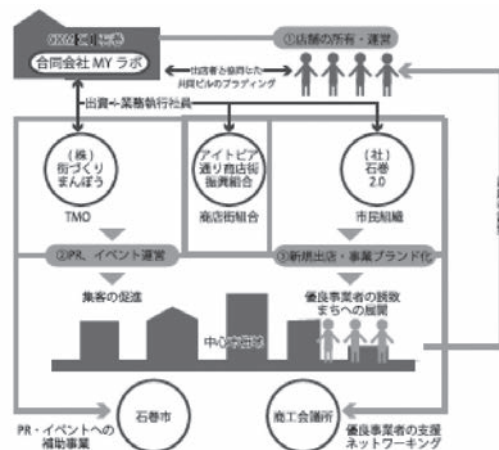 石巻
①店舗の所有・運営
合同会社 MY ラボ
出店者と協同した
共同ビルのブラディング
出資＋業務執行社員
(株)
街づくり
まんぼう
アイトピア
通り商店街
振興組合
(社)
石巻
2.0
TMO
商店街組合
市民組織
②PR、イベント運営
③新規出店・事業ブランド化
集客の促進
優良事業者の誘致
まちへの展開
中心市街地
石巻市
商工会議所
PR・イベントへの
補助事業
優良事業者の支援
ネットワーキング